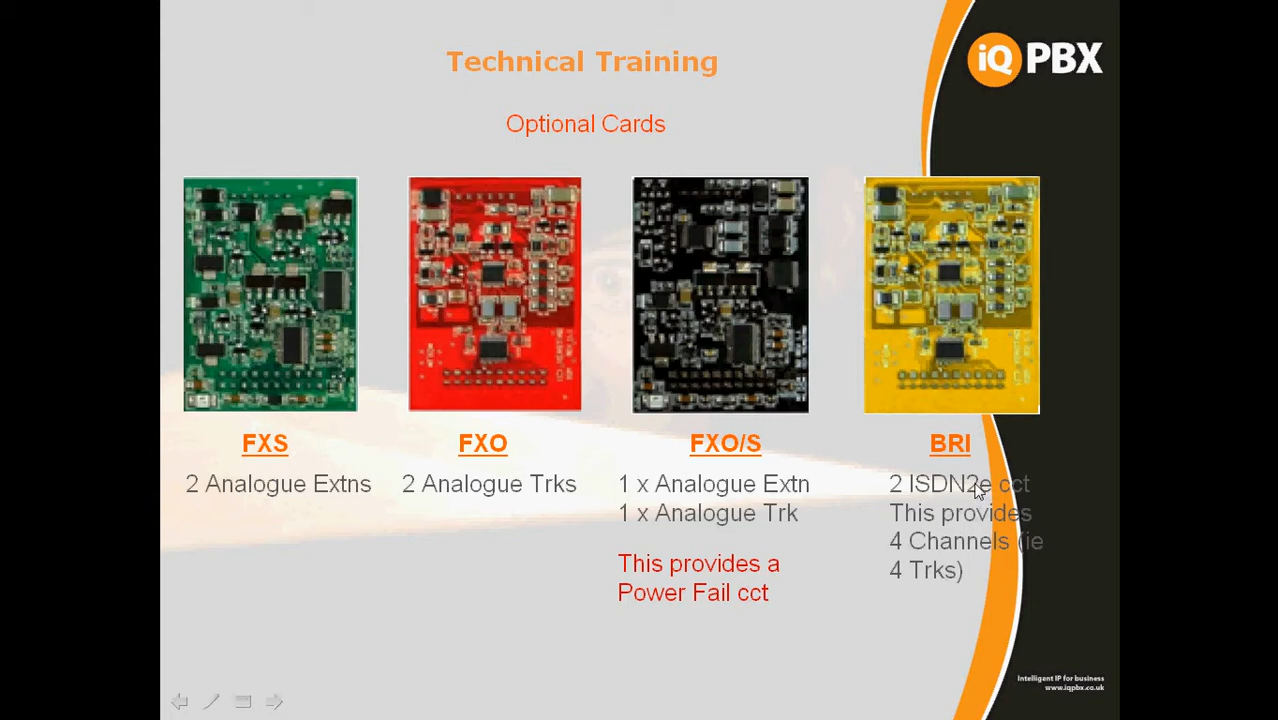 Technical Training
iQ PBX
Optional Cards
FXS
2 Analogue Extns
FXO
2 Analogue Trks
FXO/S
1 x Analogue Extn
1 x Analogue Trk
This provides a
Power Fail cct
BRI
2 ISDN2e cct
This provides
4 Channels (ie
4 Trks)
Intelligent IP for business
www.iqpbx.co.uk